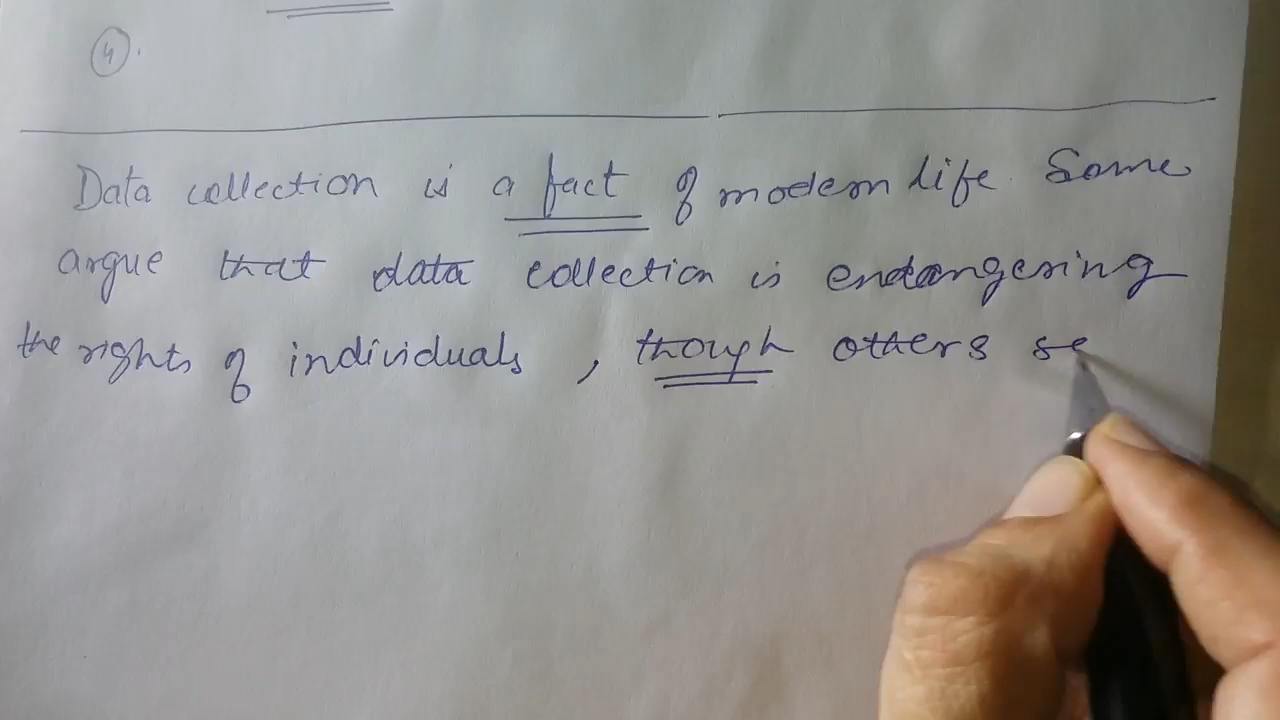 4.
Data collection is a fact of modern life. Some
argue that data collection is endangering
the rights of individuals, though others se